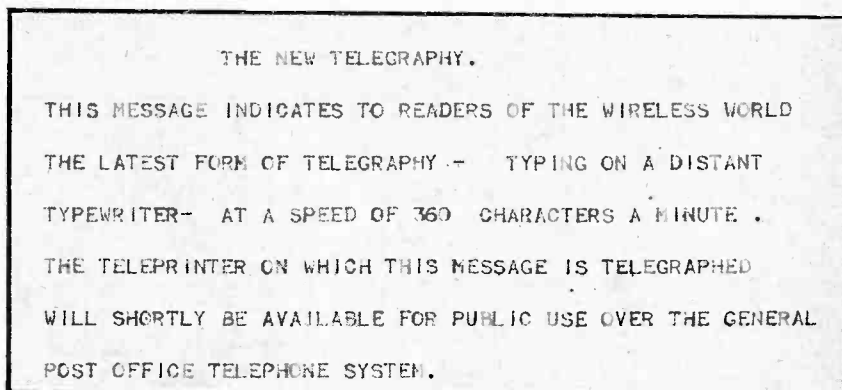 THE NEW TELEGRAPHY.
THIS MESSAGE INDICATES TO READERS OF THE WIRELESS WORLD
THE LATEST FORM OF TELEGRAPHY - TYPING ON A DISTANT
TYPEWRITER- AT A SPEED OF 360 CHARACTERS A MINUTE .
THE TELEPRINTER ON WHICH THIS MESSAGE IS TELEGRAPHED
WILL SHORTLY BE AVAILABLE FOR PUBLIC USE OVER THE GENERAL
POST OFFICE TELEPHONE SYSTEM.